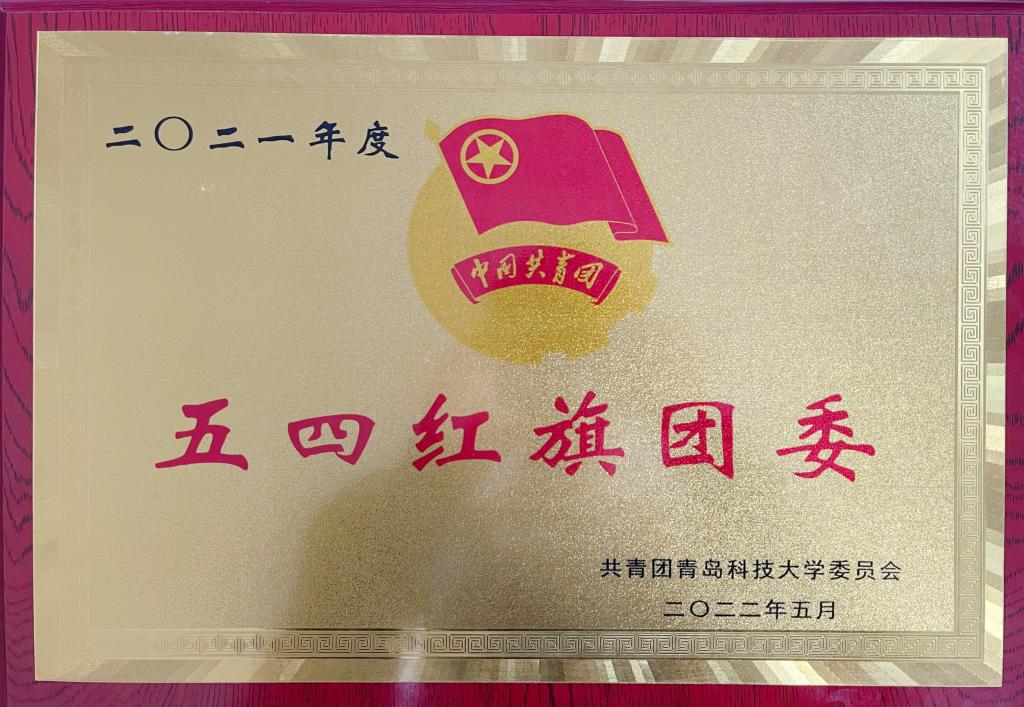 二〇二一年度
中国共青团
五四红旗团委
共青团青岛科技大学委员会
二〇二二年五月